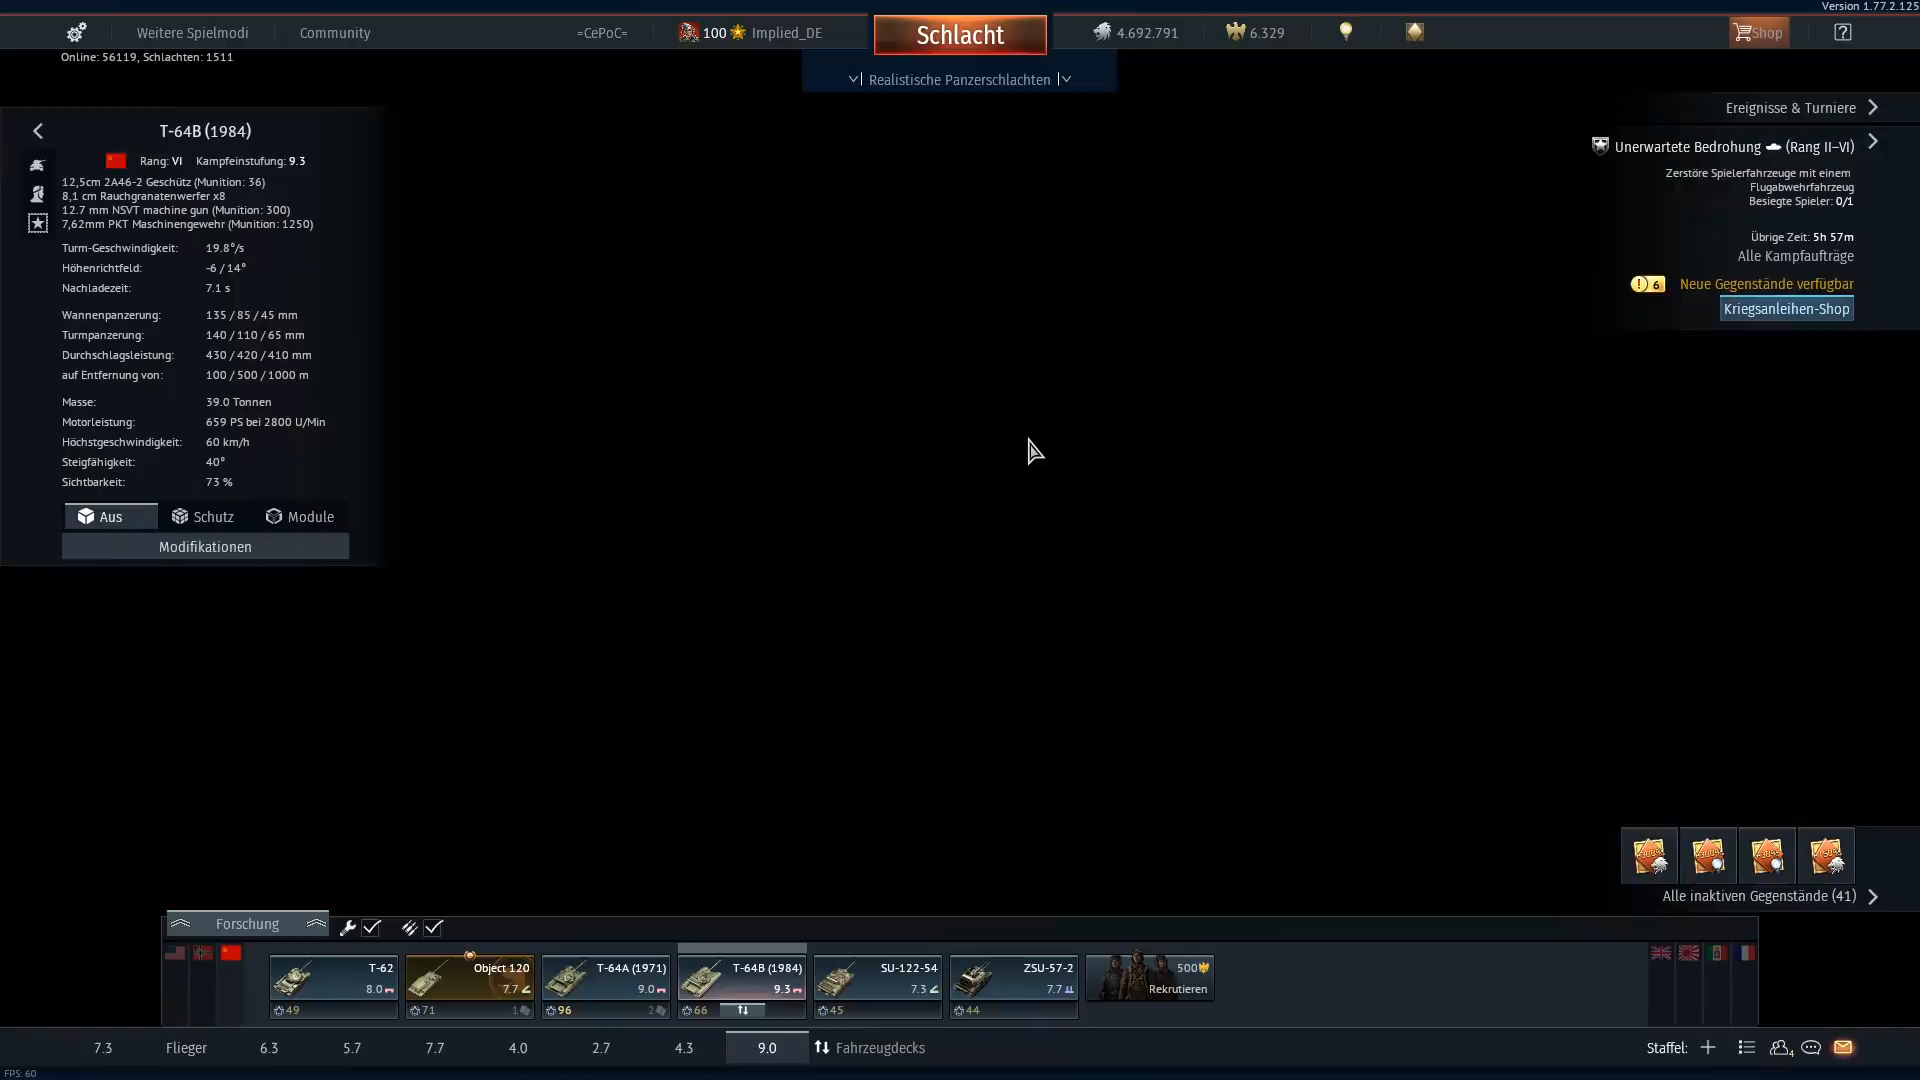 Version 1.77.2.125
Weitere Spielmodi
Community
=CePoC=
100
Implied_DE
Schlacht
4.692.791
6.329
Shop
Online: 56119, Schlachten: 1511
Realistische Panzerschlachten
Ereignisse & Turniere
T-64B (1984)
Rang: VI Kampfeinstufung: 9.3
12,5cm 2A46-2 Geschütz (Munition: 36)
8,1 cm Rauchgranatenwerfer x8
12.7 mm NSVT machine gun (Munition: 300)
7,62mm PKT Maschinengewehr (Munition: 1250)
Turm-Geschwindigkeit: 19.8°/s
Höhenrichtfeld: -6 / 14°
Nachladezeit: 7.1 s
Wannenpanzerung: 135 / 85 / 45 mm
Turmpanzerung: 140 / 110 / 65 mm
Durchschlagsleistung: 430 / 420 / 410 mm
auf Entfernung von: 100 / 500 / 1000 m
Masse: 39.0 Tonnen
Motorleistung: 659 PS bei 2800 U/Min
Höchstgeschwindigkeit: 60 km/h
Steigfähigkeit: 40°
Sichtbarkeit: 73 %
Aus
Schutz
Module
Modifikationen
Unerwartete Bedrohung (Rang II-VI)
Zerstöre Spielerfahrzeuge mit einem
Flugabwehrfahrzeug
Besiegte Spieler: 0/1
Übrige Zeit: 5h 57m
Alle Kampfaufträge
6
Neue Gegenstände verfügbar
Kriegsanleihen-Shop
Alle inaktiven Gegenstände (41)
Forschung
T-62
8.0
49
Object 120
7.7
71
1
T-64A (1971)
9.0
96
2
T-64B (1984)
9.3
66
SU-122-54
7.3
45
ZSU-57-2
7.7
44
500
Rekrutieren
7.3
Flieger
6.3
5.7
7.7
4.0
2.7
4.3
9.0
Fahrzeugdecks
Staffel:
4
FPS: 60